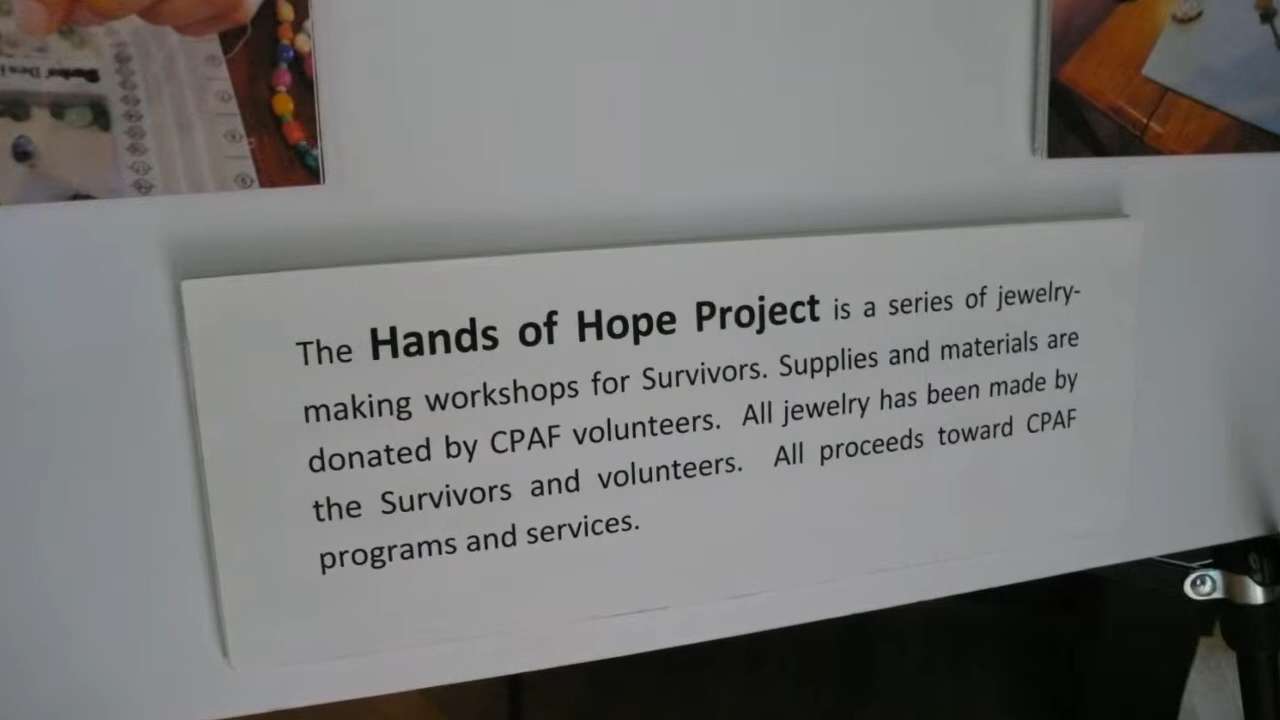 The Hands of Hope Project is a series of jewelry-
making workshops for Survivors. Supplies and materials are
donated by CPAF volunteers. All jewelry has been made by
the Survivors and volunteers. All proceeds toward CPAF
programs and services.